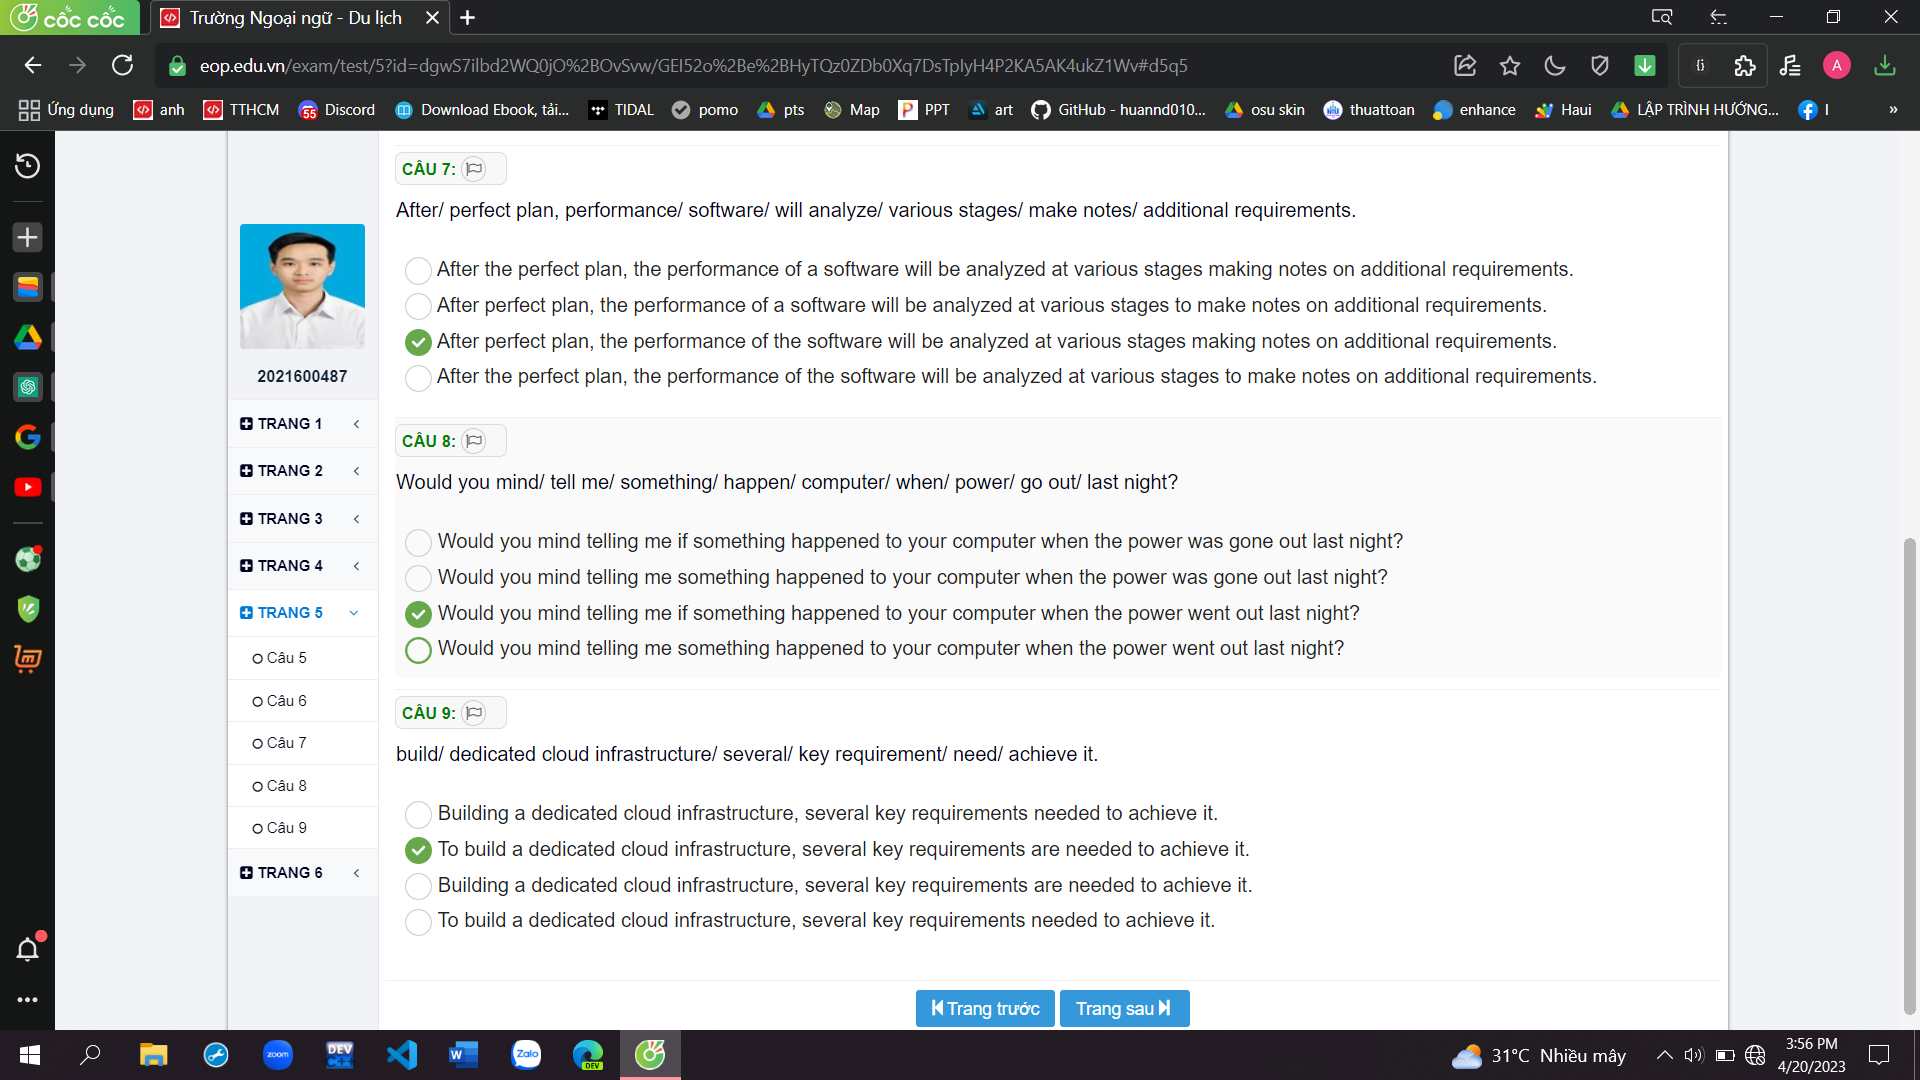 cốc cốc
Trường Ngoại ngữ - Du lịch
eop.edu.vn/exam/test/5?id=dgwS7ilbd2WQ0jO%2BOvSvw/GEI52o%2Be%2BHyTQz0ZDb0Xq7DsTpIyH4P2KA5AK4ukZ1Wv#d5q5
A
Ứng dụng
anh
TTHCM
55
Discord
Download Ebook, tải...
TIDAL
pomo
pts
Map
PPT
art
GitHub - huannd010...
osu skin
thuattoan
enhance
Haui
LẬP TRÌNH HƯỚNG...
I
»
2021600487
TRANG 1
TRANG 2
TRANG 3
TRANG 4
TRANG 5
Câu 5
Câu 6
Câu 7
Câu 8
Câu 9
TRANG 6
CÂU 7:
After/ perfect plan, performance/ software/ will analyze/ various stages/ make notes/ additional requirements.
After the perfect plan, the performance of a software will be analyzed at various stages making notes on additional requirements.
After perfect plan, the performance of a software will be analyzed at various stages to make notes on additional requirements.
After perfect plan, the performance of the software will be analyzed at various stages making notes on additional requirements.
After the perfect plan, the performance of the software will be analyzed at various stages to make notes on additional requirements.
CÂU 8:
Would you mind/ tell me/ something/ happen/ computer/ when/ power/ go out/ last night?
Would you mind telling me if something happened to your computer when the power was gone out last night?
Would you mind telling me something happened to your computer when the power was gone out last night?
Would you mind telling me if something happened to your computer when the power went out last night?
Would you mind telling me something happened to your computer when the power went out last night?
CÂU 9:
build/ dedicated cloud infrastructure/ several/ key requirement/ need/ achieve it.
Building a dedicated cloud infrastructure, several key requirements needed to achieve it.
To build a dedicated cloud infrastructure, several key requirements are needed to achieve it.
Building a dedicated cloud infrastructure, several key requirements are needed to achieve it.
To build a dedicated cloud infrastructure, several key requirements needed to achieve it.
Trang trước
Trang sau
zoom
DEV
C++
W
Zalo
DEV
31°C Nhiều mây
3:56 PM
4/20/2023